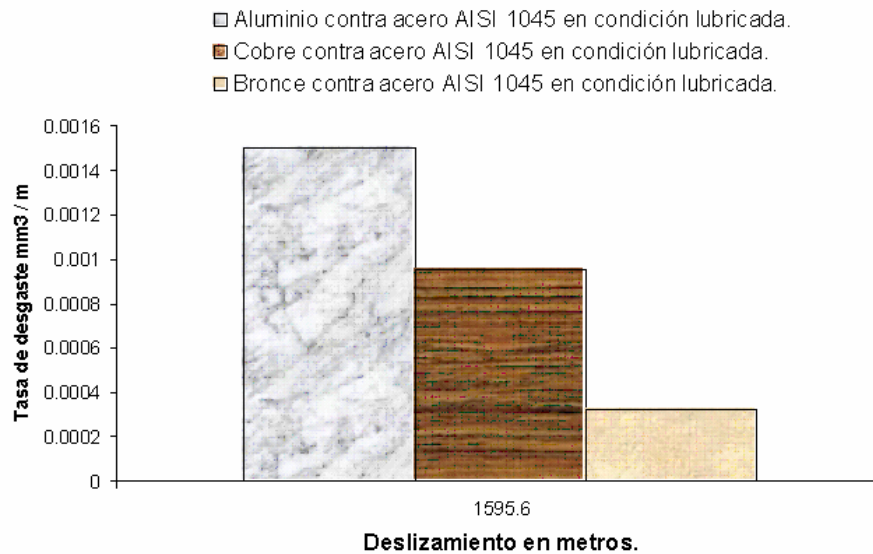 Aluminio contra acero AISI 1045 en condición lubricada.
Cobre contra acero AISI 1045 en condición lubricada.
Bronce contra acero AISI 1045 en condición lubricada.
Tasa de desgaste mm3 / m
0.0016
0.0014
0.0012
0.001
0.0008
0.0006
0.0004
0.0002
0
1595.6
Deslizamiento en metros.